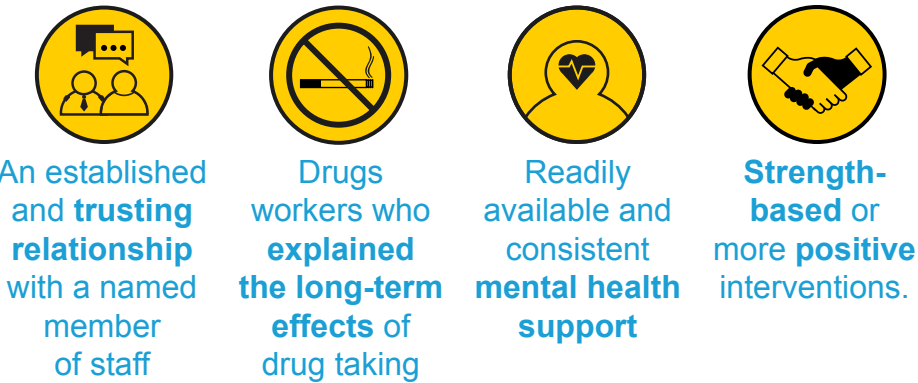 An established
and trusting
relationship
with a named
member
of staff
Drugs
workers who
explained
the long-term
effects of
drug taking
Readily
available and
consistent
mental health
support
Strength-
based or
more positive
interventions.